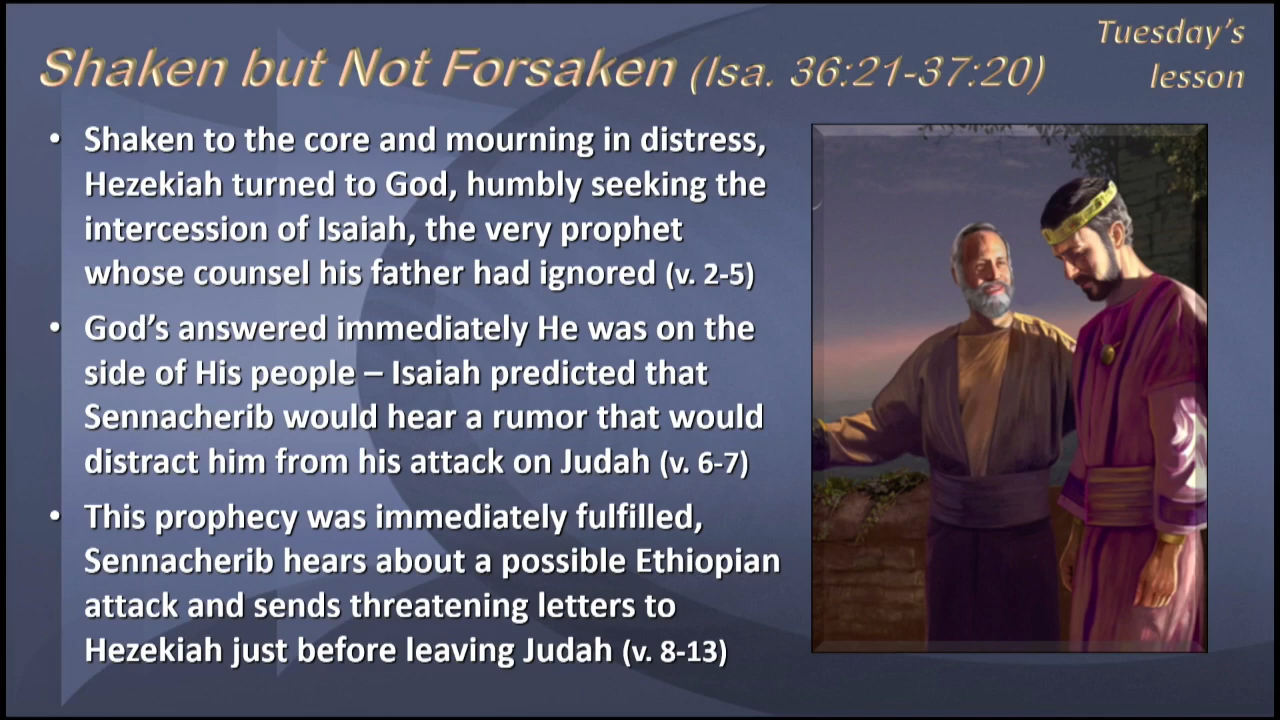 Tuesday's
lesson
Shaken but Not Forsaken (Isa. 36:21-37:20)
• Shaken to the core and mourning in distress,
Hezekiah turned to God, humbly seeking the
intercession of Isaiah, the very prophet
whose counsel his father had ignored (v. 2-5)
• God's answered immediately He was on the
side of His people – Isaiah predicted that
Sennacherib would hear a rumor that would
distract him from his attack on Judah (v. 6-7)
• This prophecy was immediately fulfilled,
Sennacherib hears about a possible Ethiopian
attack and sends threatening letters to
Hezekiah just before leaving Judah (v. 8-13)